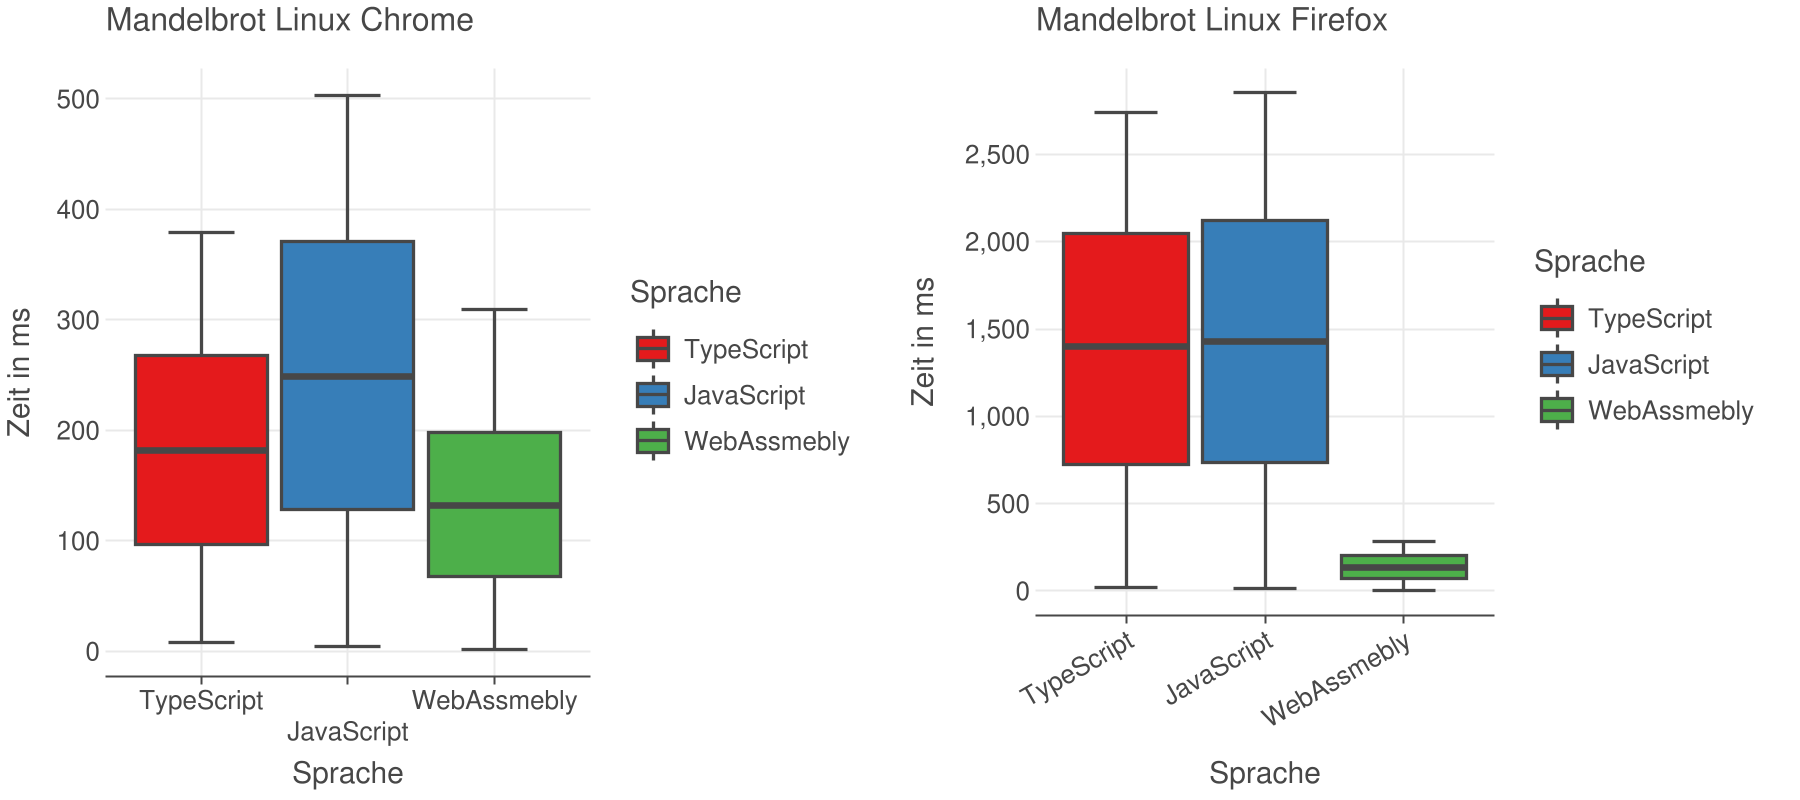 Mandelbrot Linux Chrome
Zeit in ms
500
400
300
200
100
0
TypeScript
JavaScript
WebAssmebly
Sprache
Sprache
TypeScript
JavaScript
WebAssmebly
Mandelbrot Linux Firefox
Zeit in ms
2,500
2,000
1,500
1,000
500
0
TypeScript
JavaScript
WebAssmebly
Sprache
Sprache
TypeScript
JavaScript
WebAssmebly